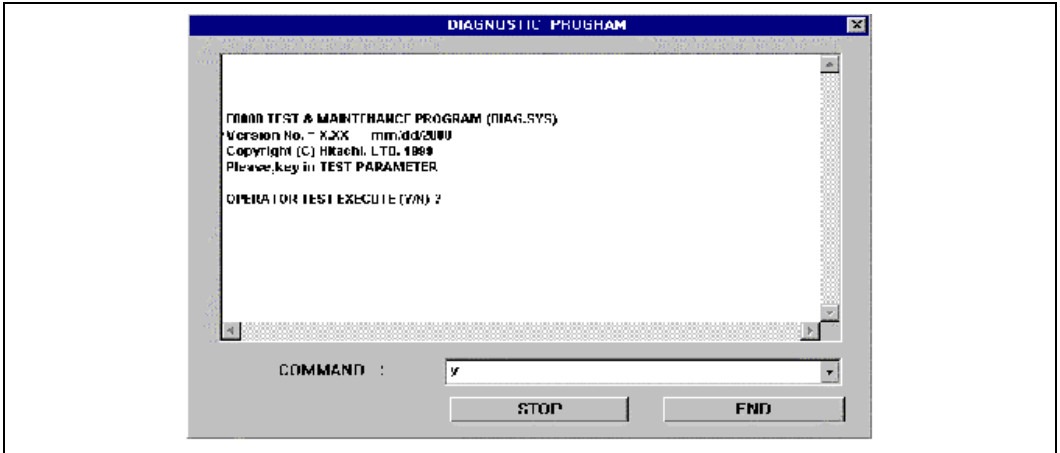 DIAGNOSTIC PROGRAM
E8000 TEST & MAINTENANCE PROGRAM (DIAG.SYS)
Version No. = X.XX mm/dd/2000
Copyright (C) Hitachi, LTD. 1999
Please,key in TEST PARAMETER
OPERATOR TEST EXECUTE (Y/N) ?
COMMAND :
y
STOP
END